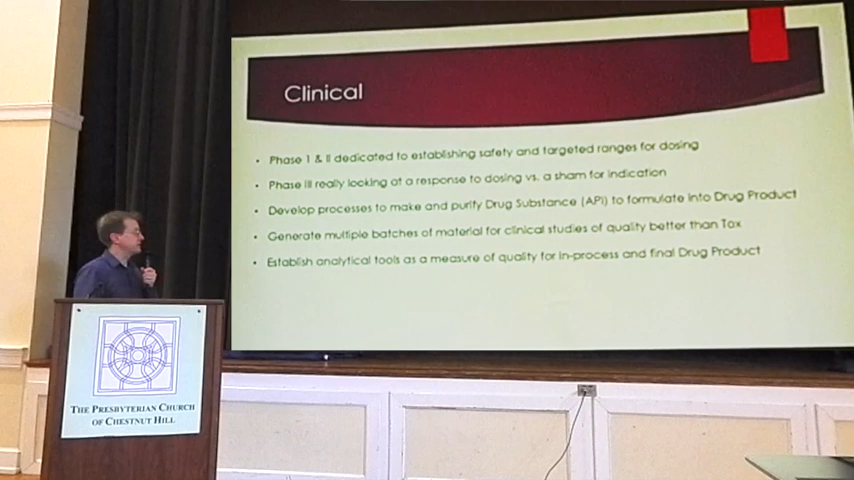 Clinical
• Phase I & II dedicated to establishing safety and targeted ranges for dosing
• Phase III really looking at a response to dosing vs. a sham for indication
• Develop processes to make and purify Drug Substance (API) to formulate into Drug Product
• Generate multiple batches of material for clinical studies of quality better than Tox
• Establish analytical tools as a measure of quality for in-process and final Drug Product
THE PRESBYTERIAN CHURCH
OF CHESTNUT HILL